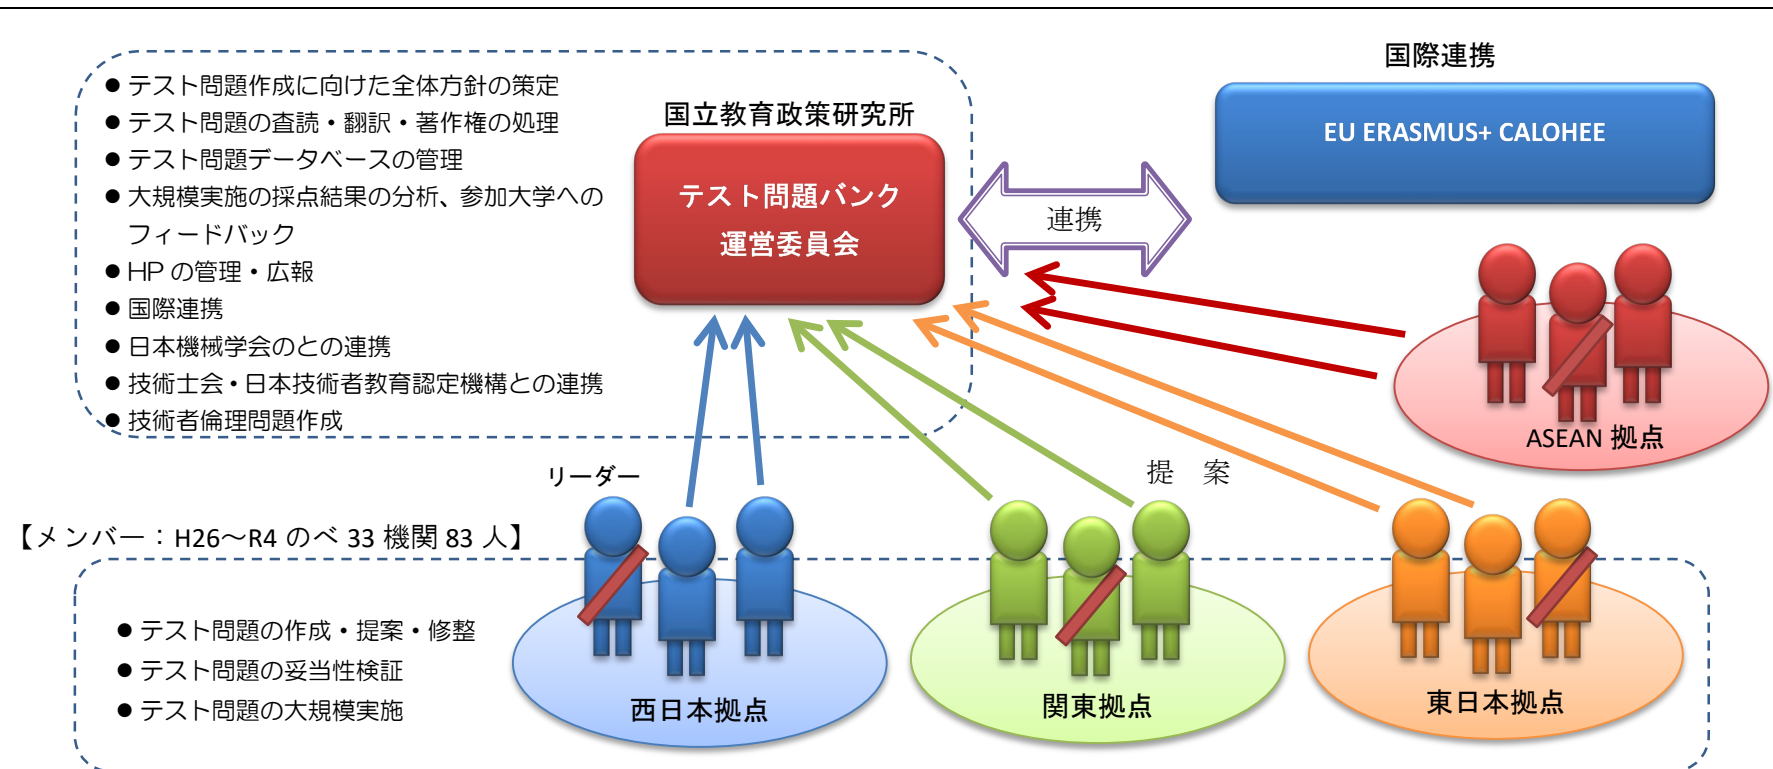 ● テスト問題作成に向けた全体方針の策定
● テスト問題の査読・翻訳・著作権の処理
● テスト問題データベースの管理
● 大規模実施の採点結果の分析、参加大学への
フィードバック
● HP の管理・広報
● 国際連携
● 日本機械学会のとの連携
● 技術士会・日本技術者教育認定機構との連携
● 技術者倫理問題作成
国立教育政策研究所
テスト問題バンク
運営委員会
連携
国際連携
EU ERASMUS+ CALOHEE
ASEAN 拠点
提 案
リーダー
【メンバー：H26～R4 のべ 33 機関 83 人】
● テスト問題の作成・提案・修整
● テスト問題の妥当性検証
● テスト問題の大規模実施
西日本拠点
関東拠点
東日本拠点